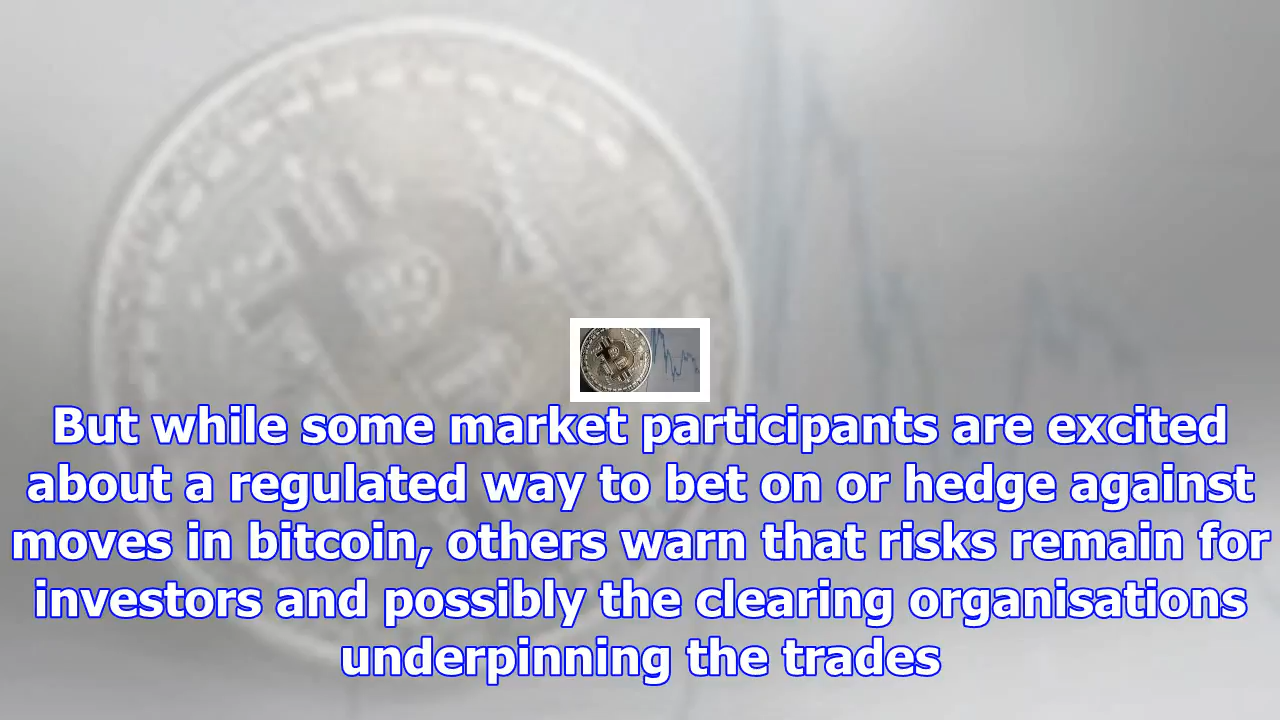 But while some market participants are excited
about a regulated way to bet on or hedge against
moves in bitcoin, others warn that risks remain for
investors and possibly the clearing organisations
underpinning the trades